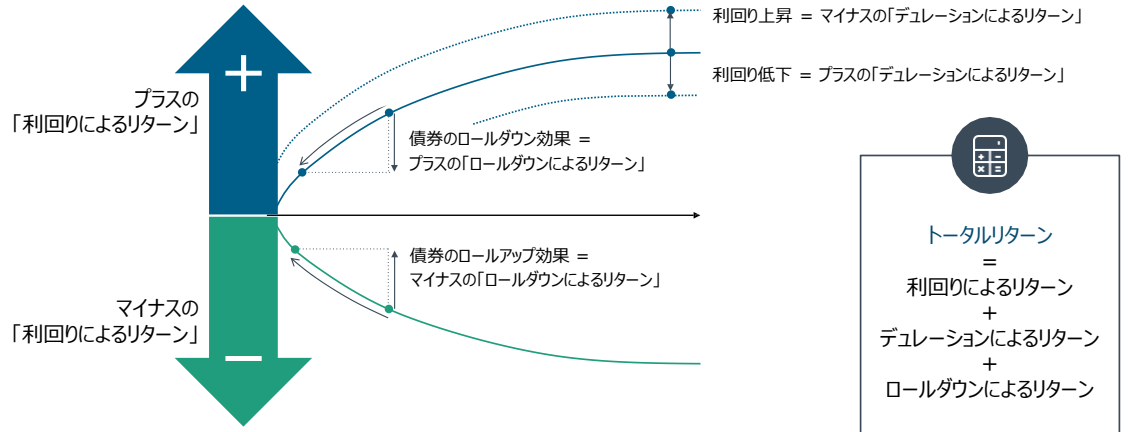 利回り上昇 = マイナスの「デュレーションによるリターン」
利回り低下 = プラスの「デュレーションによるリターン」
+
プラスの
「利回りによるリターン」
債券のロールダウン効果 =
プラスの「ロールダウンによるリターン」
債券のロールアップ効果 =
マイナスの「ロールダウンによるリターン」
マイナスの
「利回りによるリターン」
−
トータルリターン
=
利回りによるリターン
+
デュレーションによるリターン
+
ロールダウンによるリターン